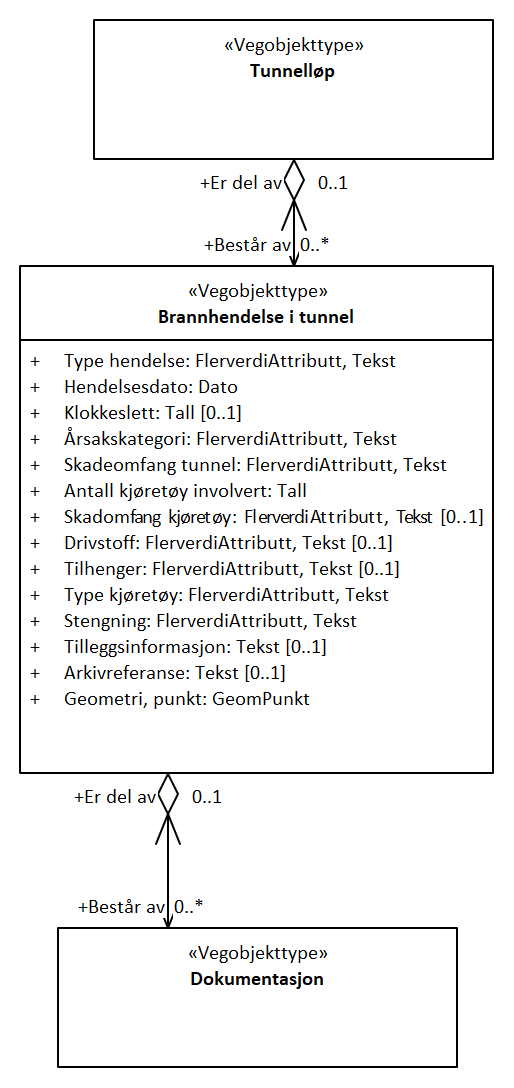 «Vegobjekttype»
Tunnelløp
+Er del av 0..1
+Består av 0..*
«Vegobjekttype»
Brannhendelse i tunnel
+ Type hendelse: FlerverdiAttributt, Tekst
+ Hendelsesdato: Dato
+ Klokkeslett: Tall [0..1]
+ Årsakskategori: FlerverdiAttributt, Tekst
+ Skadeomfang tunnel: FlerverdiAttributt, Tekst
+ Antall kjøretøy involvert: Tall
+ Skadomfang kjøretøy: FlerverdiAttributt, Tekst [0..1]
+ Drivstoff: FlerverdiAttributt, Tekst [0..1]
+ Tilhenger: FlerverdiAttributt, Tekst [0..1]
+ Type kjøretøy: FlerverdiAttributt, Tekst
+ Stengning: FlerverdiAttributt, Tekst
+ Tilleggsinformasjon: Tekst [0..1]
+ Arkivreferanse: Tekst [0..1]
+ Geometri, punkt: GeomPunkt
+Er del av 0..1
+Består av 0..*
«Vegobjekttype»
Dokumentasjon